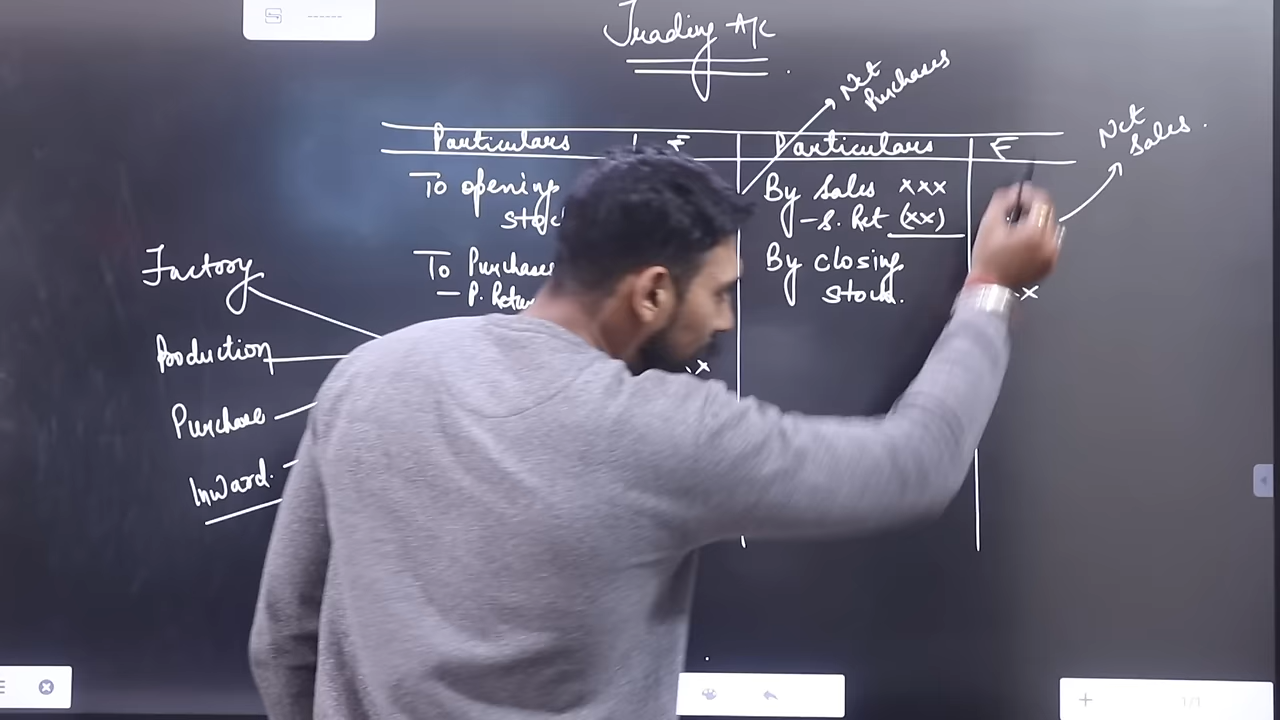 Trading A/c
Net
Purchases
Net
Sales.
Particulars ₹ Particulars ₹
To opening
By Sales xxx
- S. Ret (xx)
To Purchases
-P.
By closing
stock.
Factory
Production
Purchase
Inward.